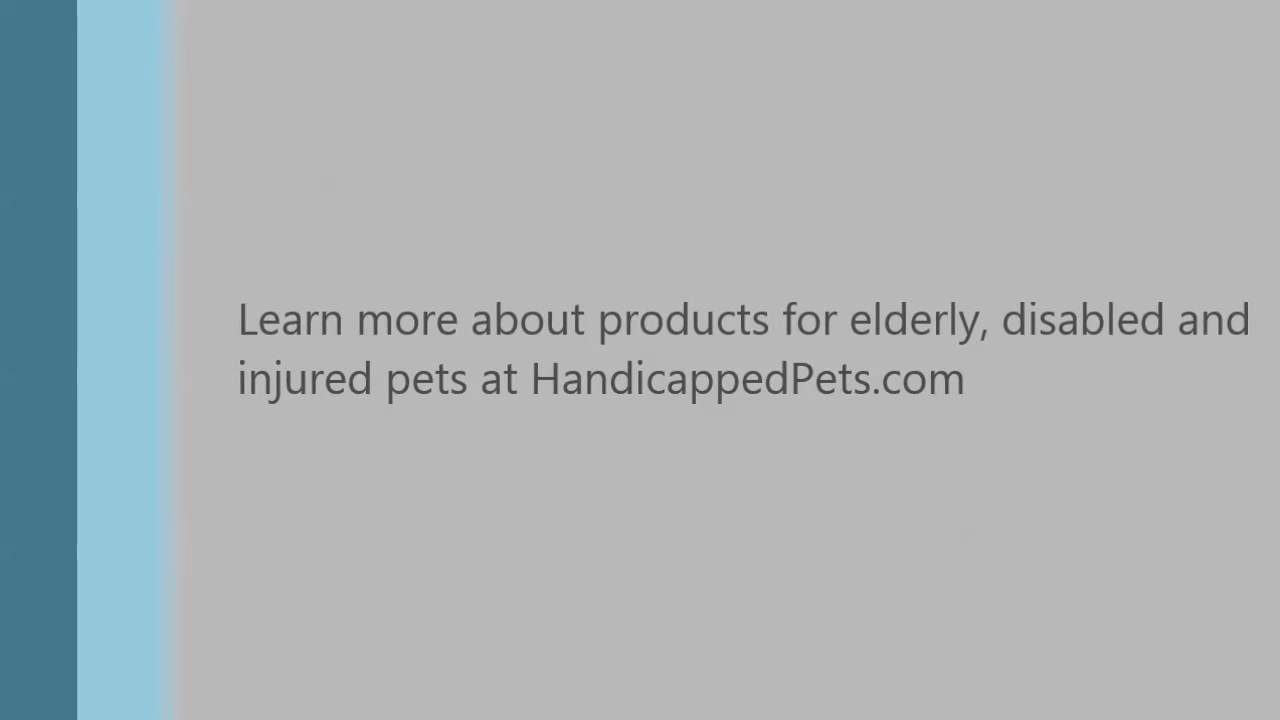 Learn more about products for elderly, disabled and
injured pets at HandicappedPets.com